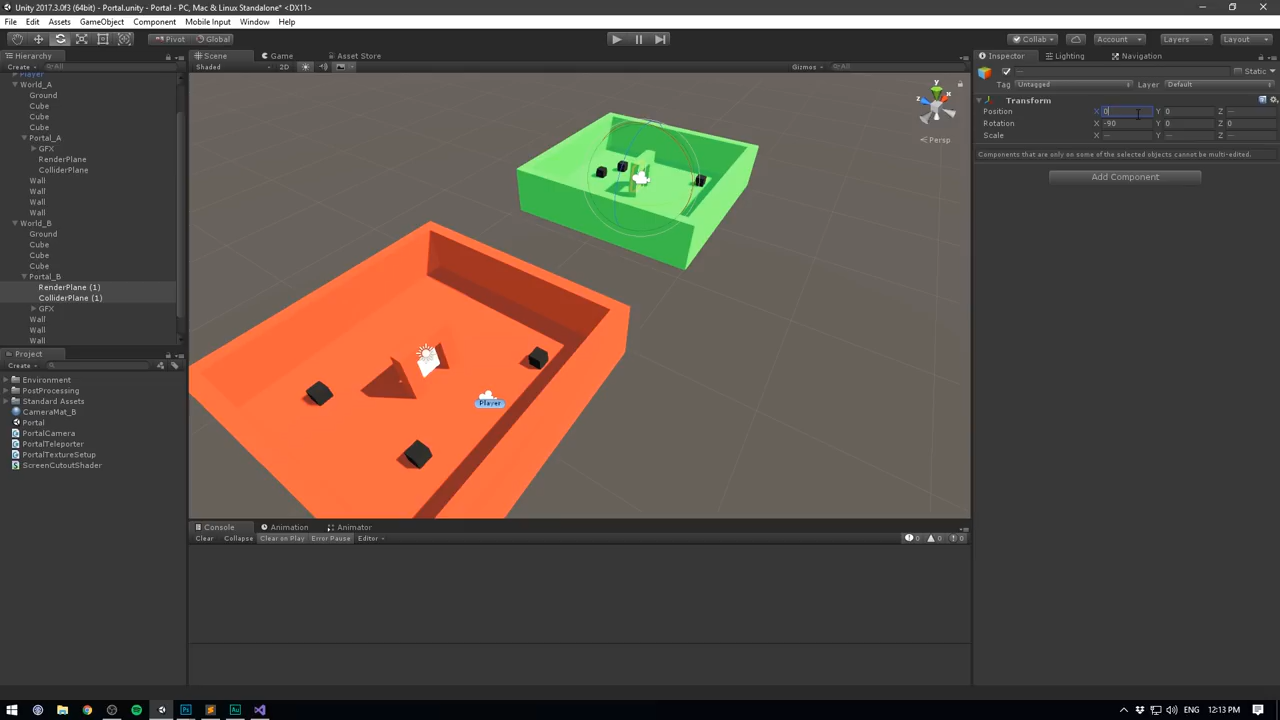 Unity 2017.3.0f3 (64bit) - Portal.unity - Portal - PC, Mac & Linux Standalone* <DX11>
File Edit Assets GameObject Component Mobile Input Window Help
Pivot Global Collab Account Layers Layout
Hierarchy Scene Game Asset Store Inspector Lighting Navigation
Create All Shaded 2D Gizmos All
Static
Player
World_A
Tag Untagged Layer Default
Ground
Cube
Cube
Cube
Portal_A
GFX
RenderPlane
ColliderPlane
Wall
Wall
Wall
Wall
World_B
Ground
Cube
Cube
Cube
Portal_B
RenderPlane (1)
ColliderPlane (1)
GFX
Wall
Wall
Wall
y
x
z
Persp
Player
Transform
Position X 0 Y 0 Z —
Rotation X -90 Y 0 Z 0
Scale X — Y — Z —
Components that are only on some of the selected objects cannot be multi-edited.
Add Component
Project
Create
Environment
PostProcessing
Standard Assets
CameraMat_B
Portal
PortalCamera
PortalTeleporter
PortalTextureSetup
ScreenCutoutShader
Console Animation Animator
Clear Collapse Clear on Play Error Pause Editor 0 0 0
ENG 12:13 PM